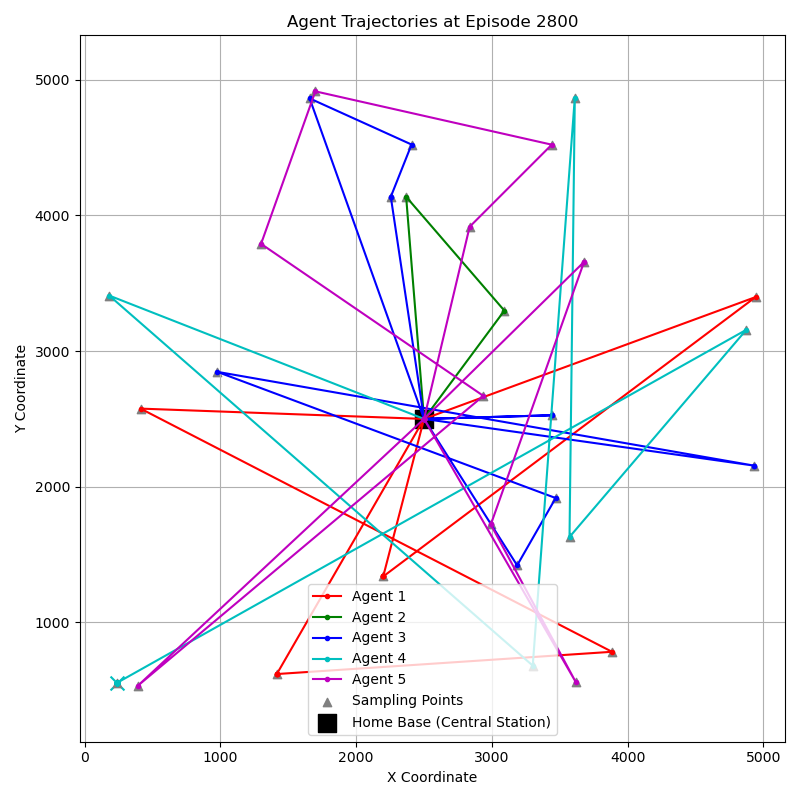 Agent Trajectories at Episode 2800
5000
4000
3000
2000
1000
Y Coordinate
0
1000
2000
3000
4000
5000
X Coordinate
Agent 1
Agent 2
Agent 3
Agent 4
Agent 5
Sampling Points
Home Base (Central Station)